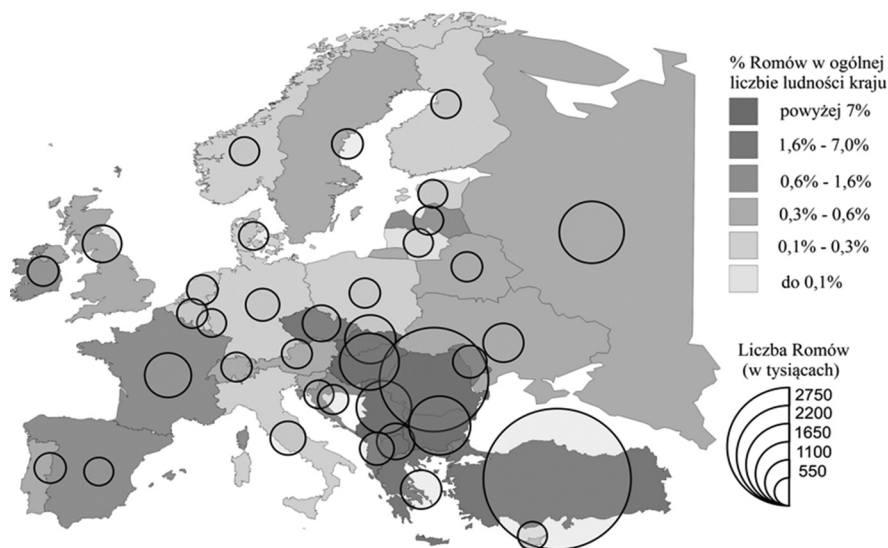 % Romów w ogólnej
liczbie ludności kraju
powyżej 7%
1,6% - 7,0%
0,6% - 1,6%
0,3% - 0,6%
0,1% - 0,3%
do 0,1%
Liczba Romów
(w tysiącach)
2750
2200
1650
1100
550